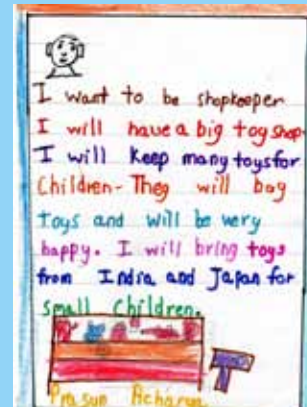 I want to be shopkeeper
I will have a big toy shop.
I will keep many toys for
Children- They will bay
toys and will be very
happy. I will bring toys
from India and Japan for
small children.
Prasun Acharya